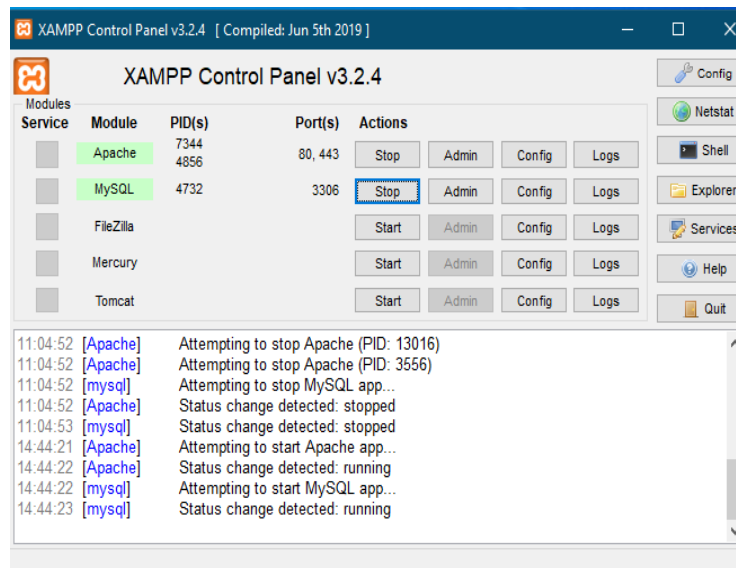 XAMPP Control Panel v3.2.4 [ Compiled: Jun 5th 2019 ]
XAMPP Control Panel v3.2.4
Config
Modules
Service Module PID(s) Port(s) Actions
Netstat
Apache 7344 4856 80, 443 Stop Admin Config Logs
Shell
MySQL 4732 3306 Stop Admin Config Logs
Explorer
FileZilla Start Admin Config Logs
Services
Mercury Start Admin Config Logs
Help
Tomcat Start Admin Config Logs
Quit
11:04:52 [Apache] Attempting to stop Apache (PID: 13016)
11:04:52 [Apache] Attempting to stop Apache (PID: 3556)
11:04:52 [mysql] Attempting to stop MySQL app...
11:04:52 [Apache] Status change detected: stopped
11:04:53 [mysql] Status change detected: stopped
14:44:21 [Apache] Attempting to start Apache app...
14:44:22 [Apache] Status change detected: running
14:44:22 [mysql] Attempting to start MySQL app...
14:44:23 [mysql] Status change detected: running